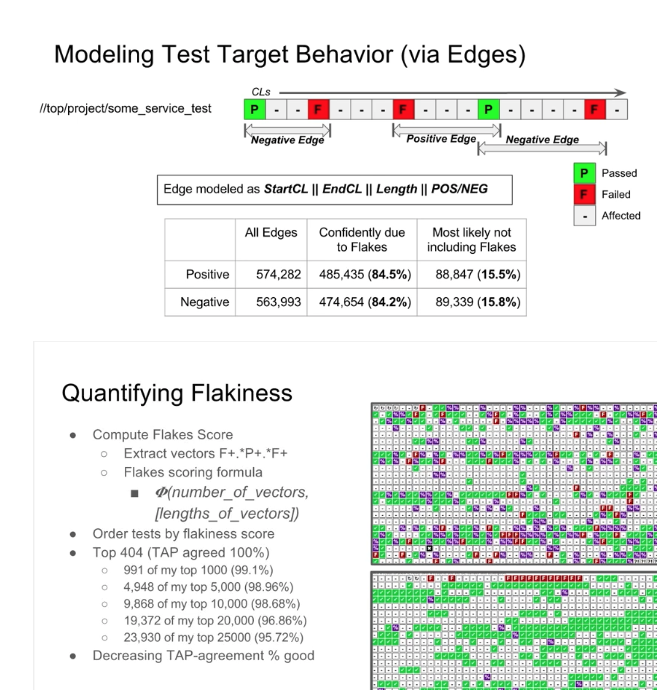 Modeling Test Target Behavior (via Edges)
CLs
//top/project/some_service_test
P - - F - - - F - - - P - - - - F -
Negative Edge
Positive Edge
Negative Edge
P Passed
F Failed
- Affected
Edge modeled as StartCL || EndCL || Length || POS/NEG
All Edges
Confidently due to Flakes
Most likely not including Flakes
Positive 574,282 485,435 (84.5%) 88,847 (15.5%)
Negative 563,993 474,654 (84.2%) 89,339 (15.8%)
Quantifying Flakiness
● Compute Flakes Score
○ Extract vectors F+.*P+.*F+
○ Flakes scoring formula
■ Φ(number_of_vectors,
[lengths_of_vectors])
● Order tests by flakiness score
● Top 404 (TAP agreed 100%)
○ 991 of my top 1000 (99.1%)
○ 4,948 of my top 5,000 (98.96%)
○ 9,868 of my top 10,000 (98.68%)
○ 19,372 of my top 20,000 (96.86%)
○ 23,930 of my top 25000 (95.72%)
● Decreasing TAP-agreement % good